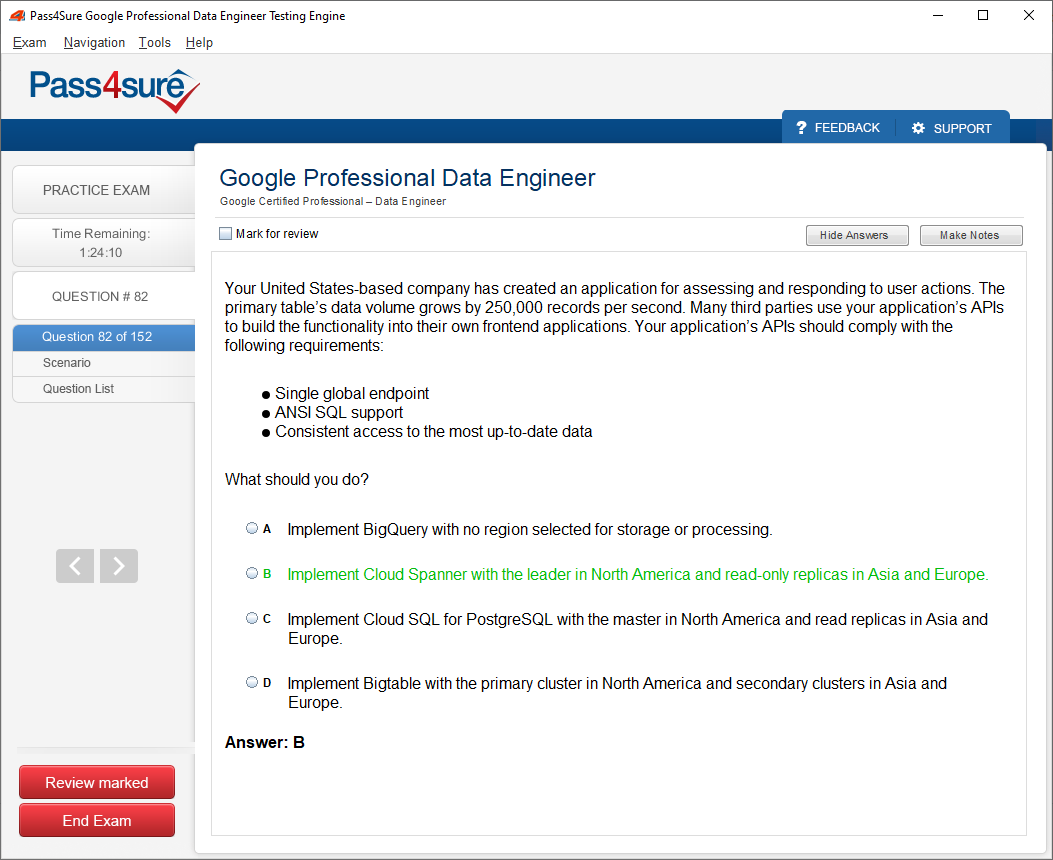 Pass4Sure Google Professional Data Engineer Testing Engine
Exam Navigation Tools Help
Pass4sure
? FEEDBACK SUPPORT
PRACTICE EXAM
Time Remaining:
1:24:10
QUESTION # 82
Question 82 of 152
Scenario
Question List
Review marked
End Exam
Google Professional Data Engineer
Google Certified Professional – Data Engineer
Mark for review
Hide Answers Make Notes
Your United States-based company has created an application for assessing and responding to user actions. The
primary table’s data volume grows by 250,000 records per second. Many third parties use your application’s APIs
to build the functionality into their own frontend applications. Your application’s APIs should comply with the
following requirements:
● Single global endpoint
● ANSI SQL support
● Consistent access to the most up-to-date data
What should you do?
A Implement BigQuery with no region selected for storage or processing.
B Implement Cloud Spanner with the leader in North America and read-only replicas in Asia and Europe.
C Implement Cloud SQL for PostgreSQL with the master in North America and read replicas in Asia and
Europe.
D Implement Bigtable with the primary cluster in North America and secondary clusters in Asia and
Europe.
Answer: B